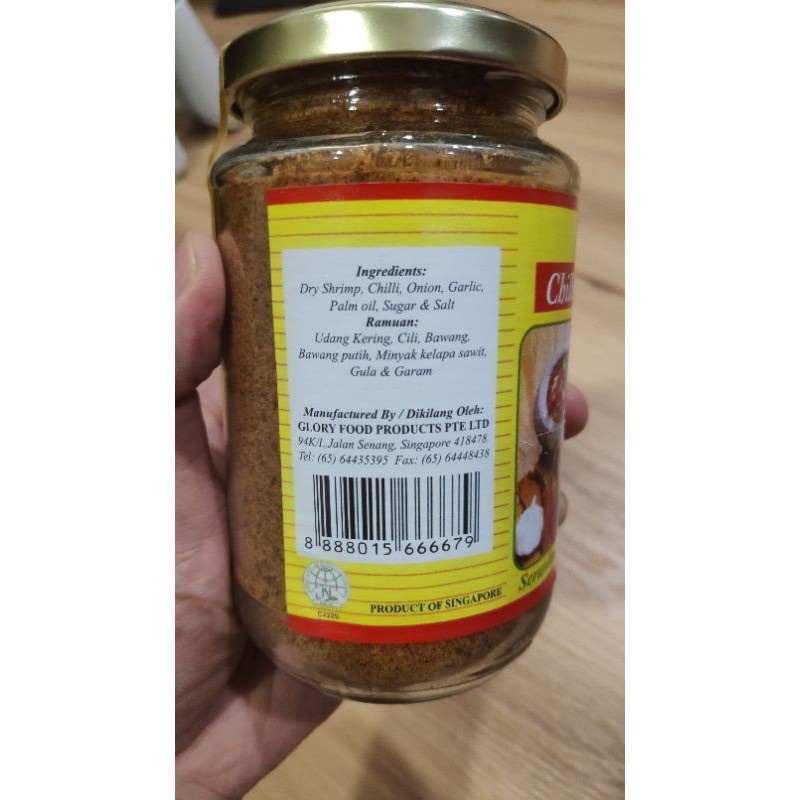 Ingredients:
Dry Shrimp, Chilli, Onion, Garlic,
Palm oil, Sugar & Salt
Ramuan:
Udang Kering, Cili, Bawang,
Bawang putih, Minyak kelapa sawit,
Gula & Garam
Manufactured By / Dikilang Oleh:
GLORY FOOD PRODUCTS PTE LTD
94K/L,Jalan Senang, Singapore 418478.
Tel: (65) 64435395 Fax: (65) 64448438
8 888015 666679
PRODUCT OF SINGAPORE